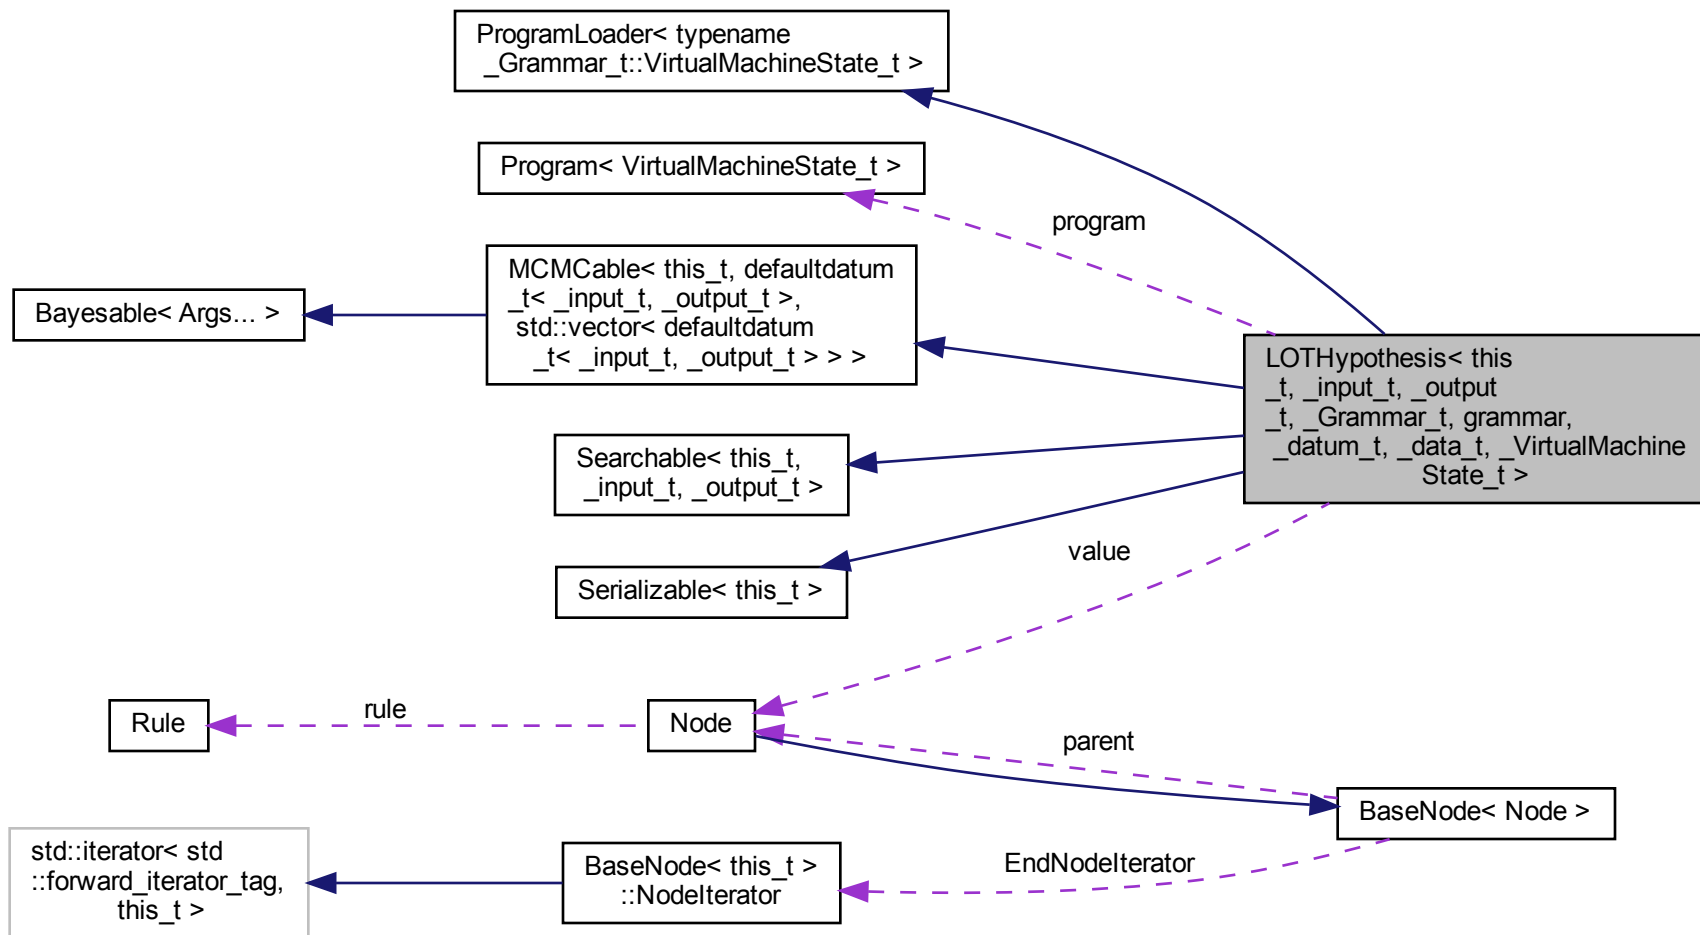 ProgramLoader< typename
_Grammar_t::VirtualMachineState_t >
Program< VirtualMachineState_t >
program
MCMCable< this_t, defaultdatum
_t< _input_t, _output_t >,
std::vector< defaultdatum
_t< _input_t, _output_t > > >
Bayesable< Args... >
LOTHypothesis< this
_t, _input_t, _output
_t, _Grammar_t, grammar,
_datum_t, _data_t, _VirtualMachine
State_t >
Searchable< this_t,
_input_t, _output_t >
Serializable< this_t >
value
Rule
rule
Node
parent
BaseNode< Node >
EndNodeIterator
BaseNode< this_t >
::NodeIterator
std::iterator< std
::forward_iterator_tag,
this_t >